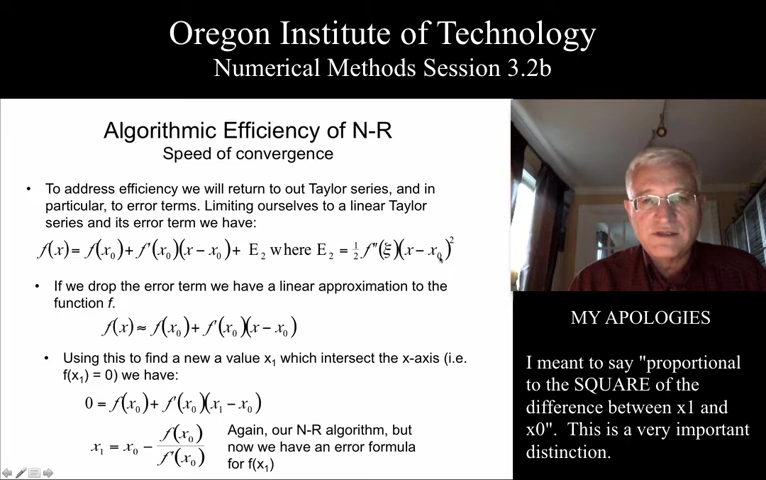 Oregon Institute of Technology
Numerical Methods Session 3.2b
Algorithmic Efficiency of N-R
Speed of convergence
• To address efficiency we will return to out Taylor series, and in
particular, to error terms. Limiting ourselves to a linear Taylor
series and its error term we have:
f(x) = f(x₀) + f'(x₀)(x − x₀) + E₂ where E₂ = ½ f''(ξ)(x − x₀)²
• If we drop the error term we have a linear approximation to the
function f.
f(x) ≈ f(x₀) + f'(x₀)(x − x₀)
• Using this to find a new a value x₁ which intersect the x-axis (i.e.
f(x₁) = 0) we have:
0 = f(x₀) + f'(x₀)(x₁ − x₀)
x₁ = x₀ − f(x₀)/f'(x₀)
Again, our N-R algorithm, but
now we have an error formula
for f(x₁)
MY APOLOGIES
I meant to say "proportional
to the SQUARE of the
difference between x1 and
x0". This is a very important
distinction.